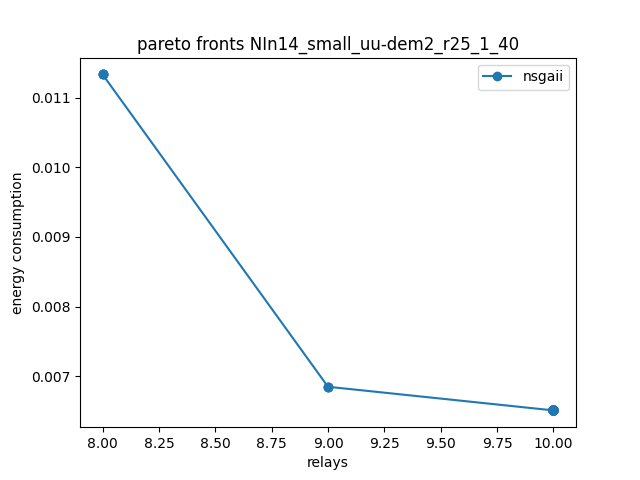 pareto fronts NIn14_small_uu-dem2_r25_1_40
nsgaii
energy consumption
0.011
0.010
0.009
0.008
0.007
8.00 8.25 8.50 8.75 9.00 9.25 9.50 9.75 10.00
relays